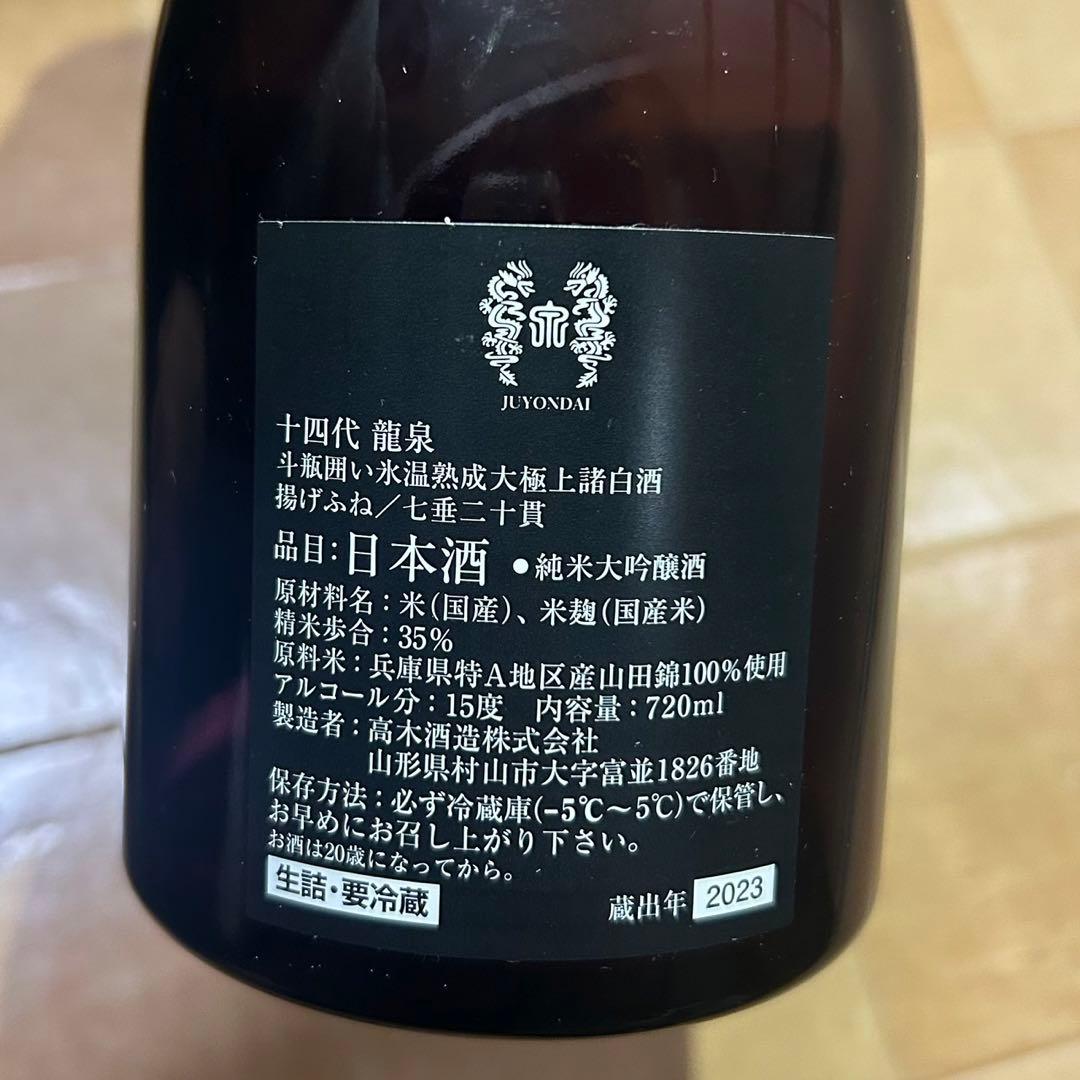 JUYONDAI
十四代 龍泉
斗瓶囲い氷温熟成大極上諸白酒
揚げふね／七垂二十貫
品目：日本酒 ●純米大吟醸酒
原材料名：米（国産）、米麹（国産米）
精米歩合：35%
原料米：兵庫県特A地区産山田錦100%使用
アルコール分：15度　内容量：720ml
製造者：高木酒造株式会社
山形県村山市大字富並1826番地
保存方法：必ず冷蔵庫(-5℃～5℃)で保管し、
お早めにお召し上がり下さい。
お酒は20歳になってから。
生詰・要冷蔵
蔵出年 2023